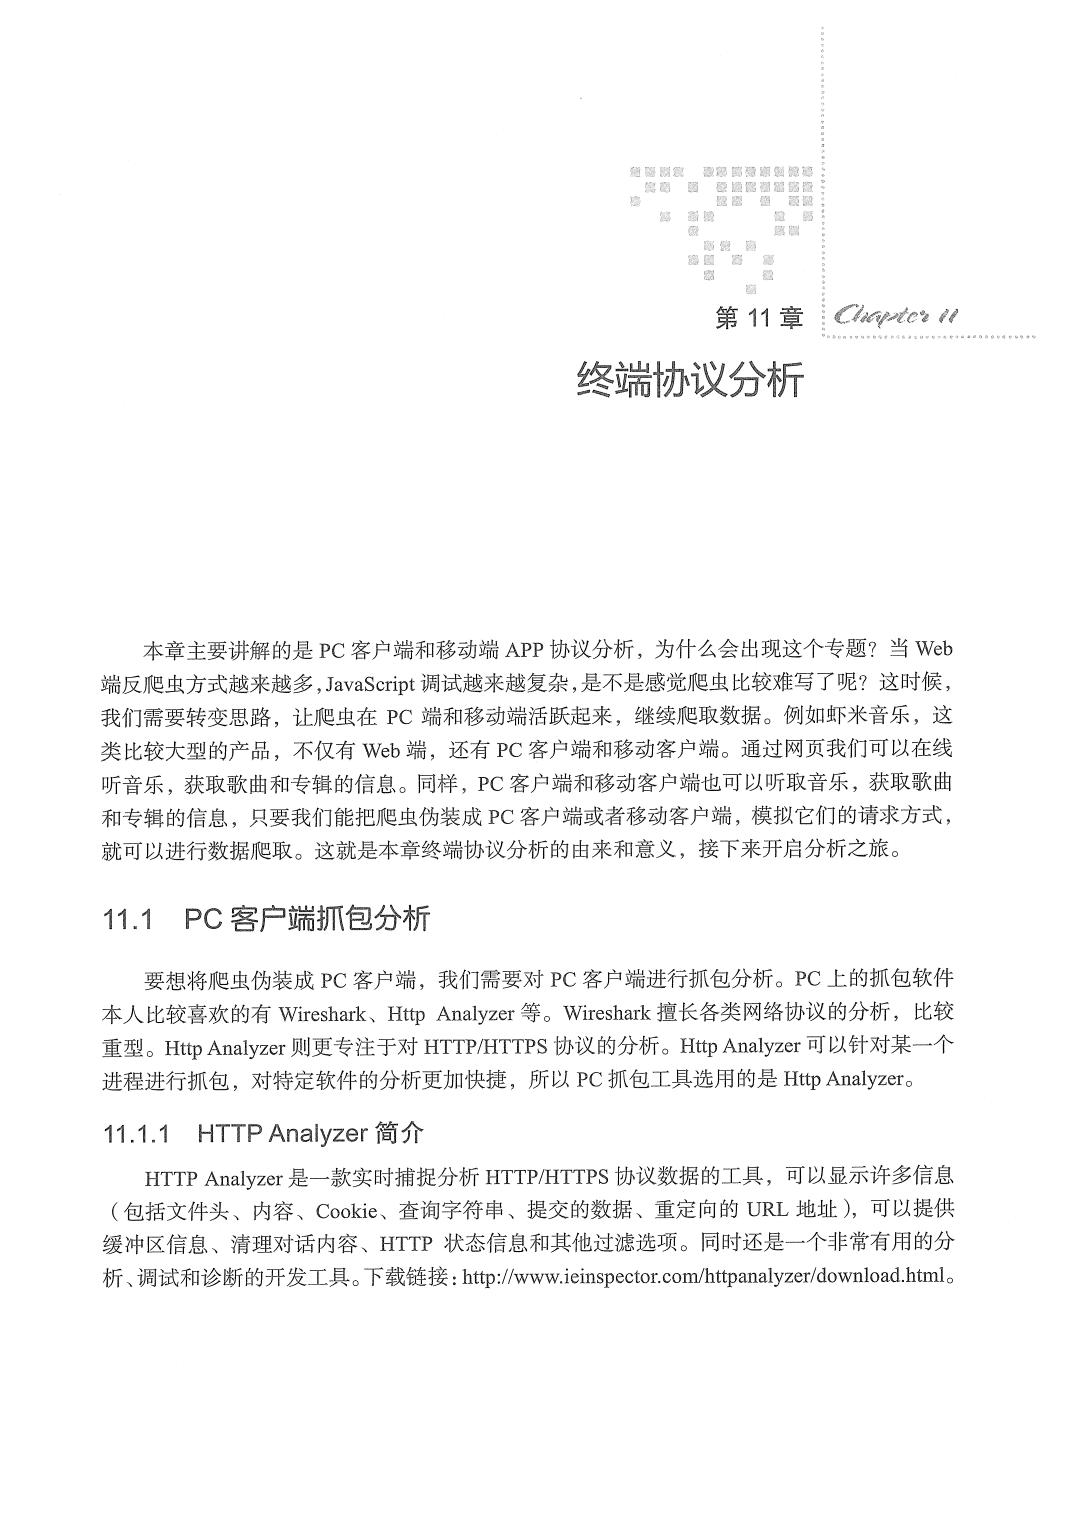 第 11 章
Chapter 11
终端协议分析
本章主要讲解的是 PC 客户端和移动端 APP 协议分析，为什么会出现这个专题？当 Web
端反爬虫方式越来越多，JavaScript 调试越来越复杂，是不是感觉爬虫比较难写了呢？这时候，
我们需要转变思路，让爬虫在 PC 端和移动端活跃起来，继续爬取数据。例如虾米音乐，这
类比较大型的产品，不仅有 Web 端，还有 PC 客户端和移动客户端。通过网页我们可以在线
听音乐，获取歌曲和专辑的信息。同样，PC 客户端和移动客户端也可以听取音乐，获取歌曲
和专辑的信息，只要我们能把爬虫伪装成 PC 客户端或者移动客户端，模拟它们的请求方式，
就可以进行数据爬取。这就是本章终端协议分析的由来和意义，接下来开启分析之旅。
11.1 PC 客户端抓包分析
要想将爬虫伪装成 PC 客户端，我们需要对 PC 客户端进行抓包分析。PC 上的抓包软件
本人比较喜欢的有 Wireshark、Http Analyzer 等。Wireshark 擅长各类网络协议的分析，比较
重型。Http Analyzer 则更专注于对 HTTP/HTTPS 协议的分析。Http Analyzer 可以针对某一个
进程进行抓包，对特定软件的分析更加快捷，所以 PC 抓包工具选用的是 Http Analyzer。
11.1.1 HTTP Analyzer 简介
HTTP Analyzer 是一款实时捕捉分析 HTTP/HTTPS 协议数据的工具，可以显示许多信息
（包括文件头、内容、Cookie、查询字符串、提交的数据、重定向的 URL 地址），可以提供
缓冲区信息、清理对话内容、HTTP 状态信息和其他过滤选项。同时还是一个非常有用的分
析、调试和诊断的开发工具。下载链接：http://www.ieinspector.com/httpanalyzer/download.html。